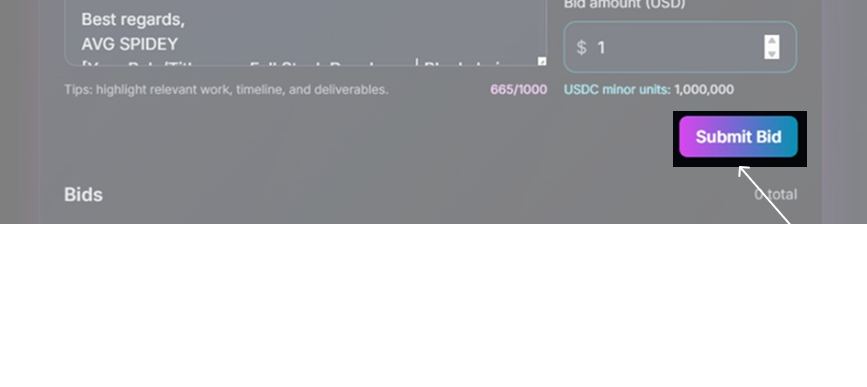 Bid amount (USD)
Best regards,
AVG SPIDEY
$ 1
Tips: highlight relevant work, timeline, and deliverables.
665/1000
USDC minor units: 1,000,000
Submit Bid
Bids
0 total